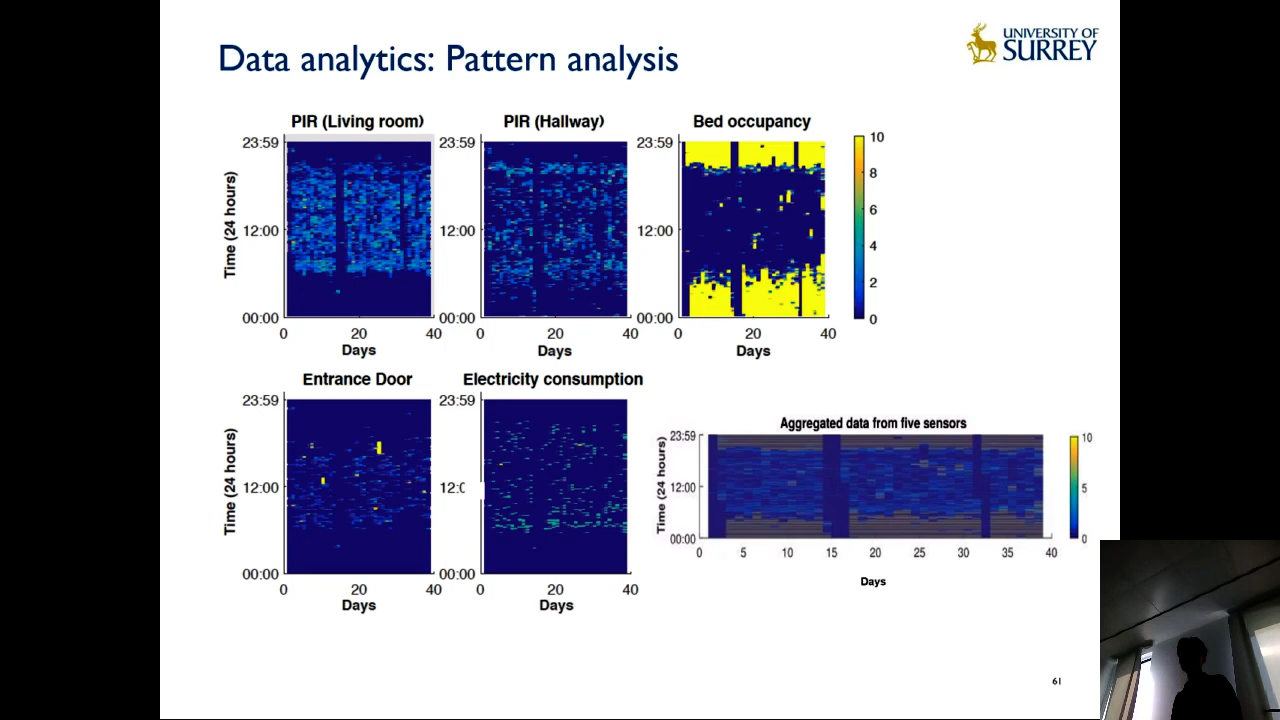 Data analytics: Pattern analysis
UNIVERSITY OF
SURREY
PIR (Living room)
PIR (Hallway)
Bed occupancy
23:59
12:00
00:00
Time (24 hours)
0 20 40
Days
23:59
12:00
00:00
0 20 40
Days
23:59
12:00
00:00
0 20 40
Days
10
8
6
4
2
0
Entrance Door
Electricity consumption
23:59
12:00
00:00
Time (24 hours)
0 20 40
Days
23:59
12:0
00:00
0 20 40
Days
Aggregated data from five sensors
23:59
12:00
00:00
Time (24 hours)
0 5 10 15 20 25 30 35 40
Days
10
5
0
61